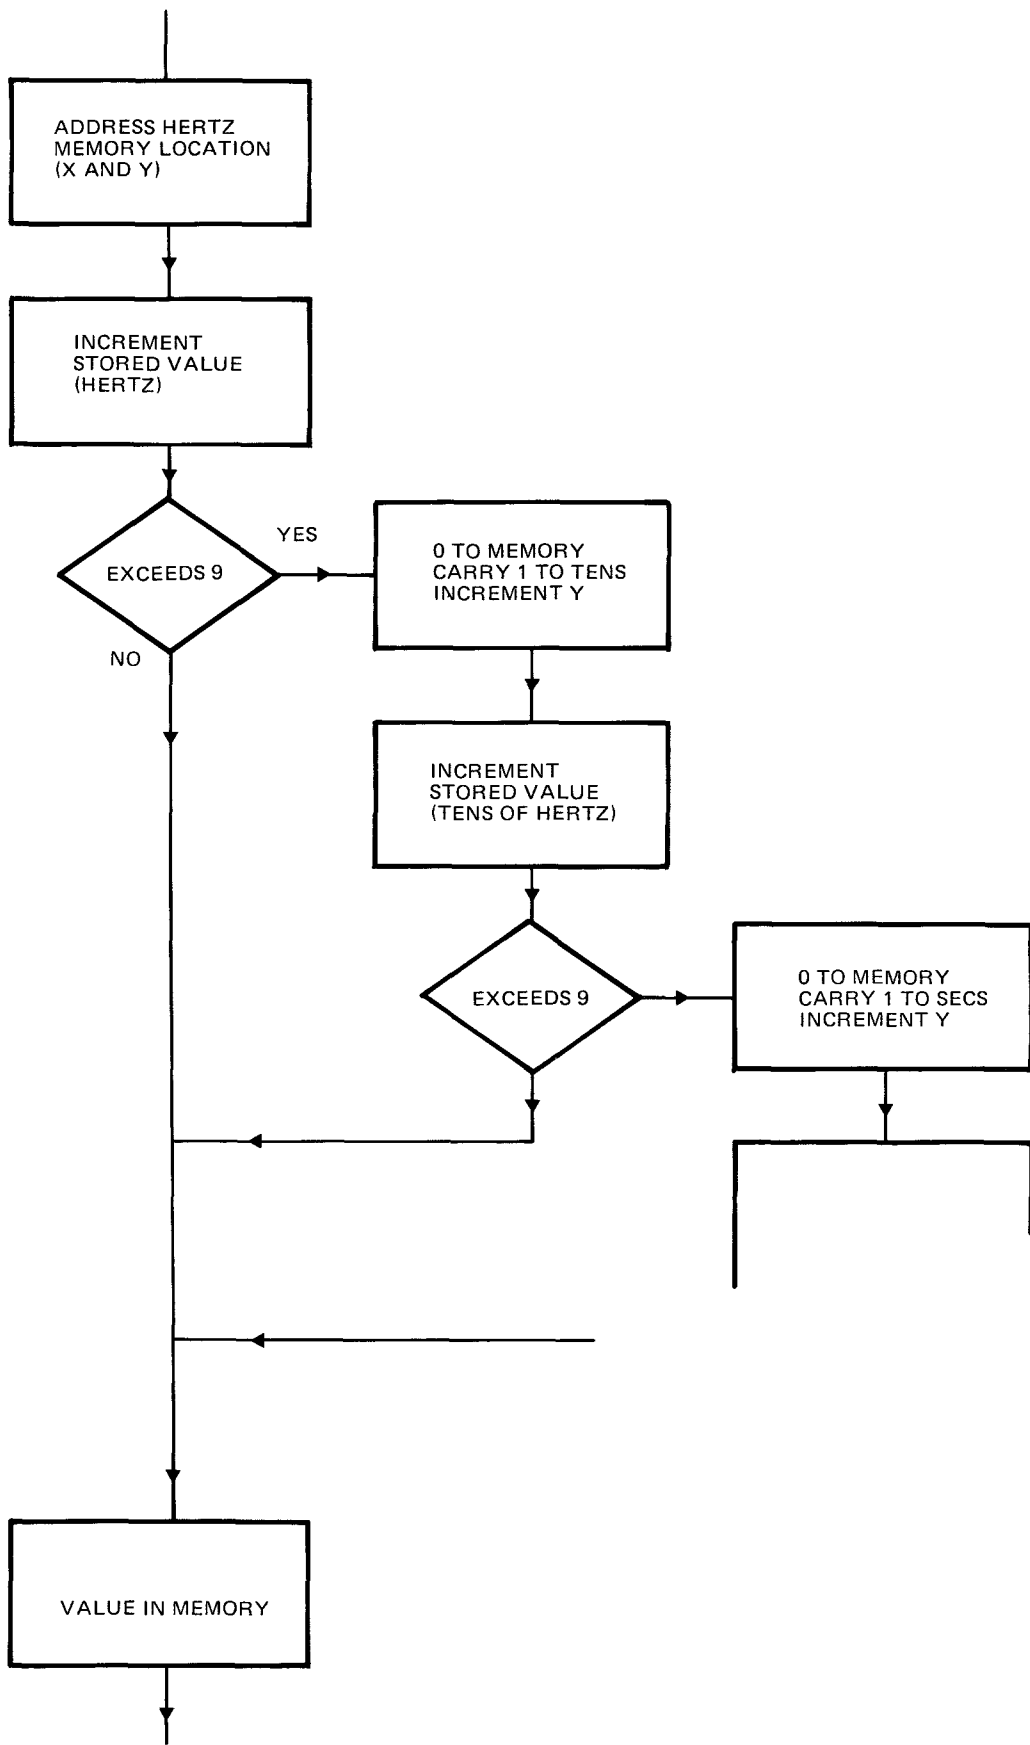 ADDRESS HERTZ
MEMORY LOCATION
(X AND Y)
INCREMENT
STORED VALUE
(HERTZ)
EXCEEDS 9
YES
NO
0 TO MEMORY
CARRY 1 TO TENS
INCREMENT Y
INCREMENT
STORED VALUE
(TENS OF HERTZ)
EXCEEDS 9
0 TO MEMORY
CARRY 1 TO SECS
INCREMENT Y
VALUE IN MEMORY